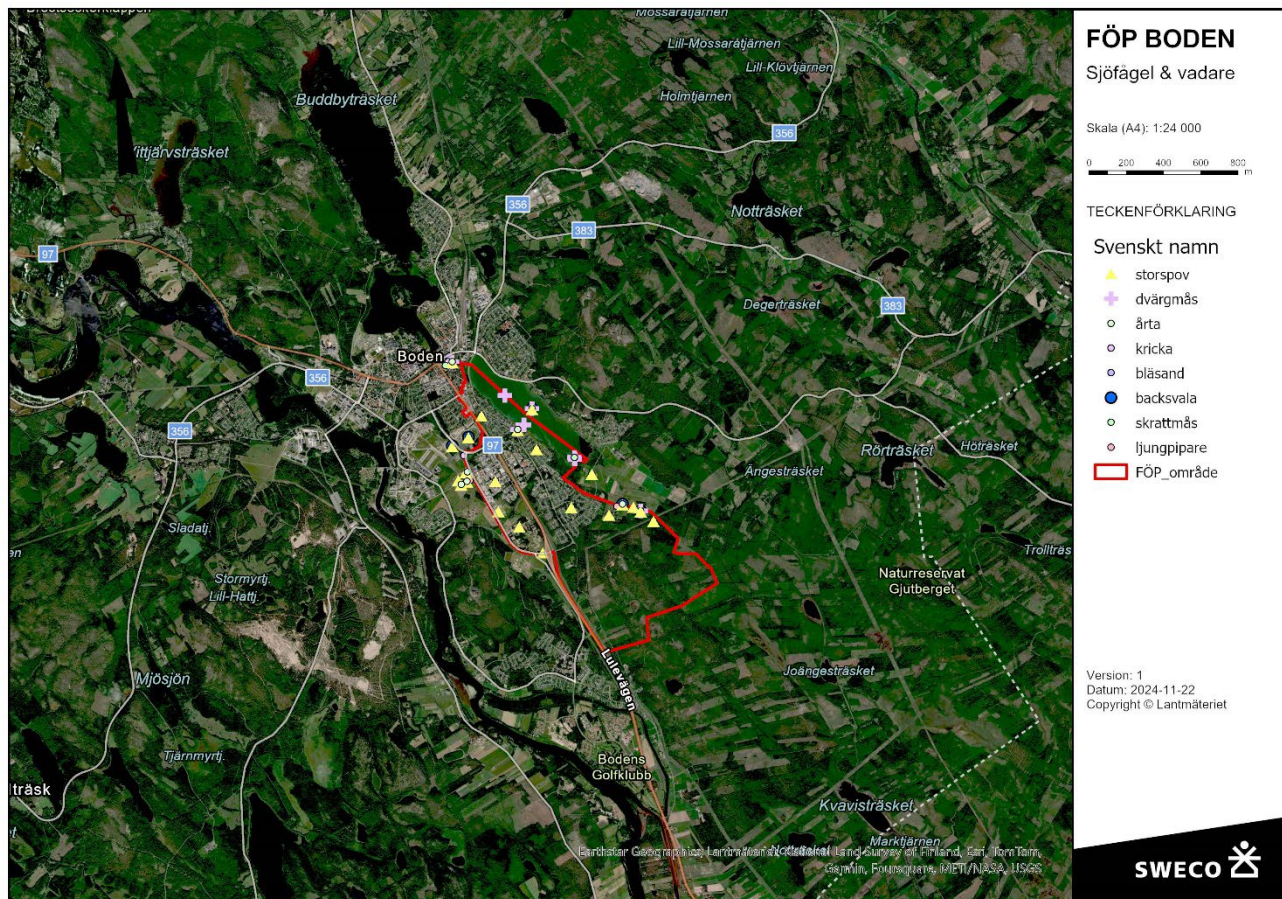 Mossaråtjärnen
Lill-Mossaråtjärnen
Lill-Klövtjärnen
Holmtjärnen
Buddbyträsket
356
Vittjärvsträsket
Notträsket
356
383
97
Degerträsket
383
Boden
356
356
97
Ängesträsket
Rörträsket
Hoträsket
Sladatj.
Stormyrtj.
Lill-Hattj.
Naturreservat
Gjutberget
Lulevägen
Mjösjön
Joängesträsket
Tjärnmyrtj.
Bodens
Golfklubb
Kvavisträsket
Marktjärnen
Notträsket
Earthstar Geographics, Lantmäteriet, National Land Survey of Finland, Esri, TomTom,
Garmin, Foursquare, METI/NASA, USGS
FÖP BODEN
Sjöfågel & vadare
Skala (A4): 1:24 000
0 200 400 600 800
m
TECKENFÖRKLARING
Svenskt namn
storspov
dvärgmås
årta
kricka
bläsand
backsvala
skrattmås
ljungpipare
FÖP_område
Version: 1
Datum: 2024-11-22
Copyright © Lantmäteriet
SWECO